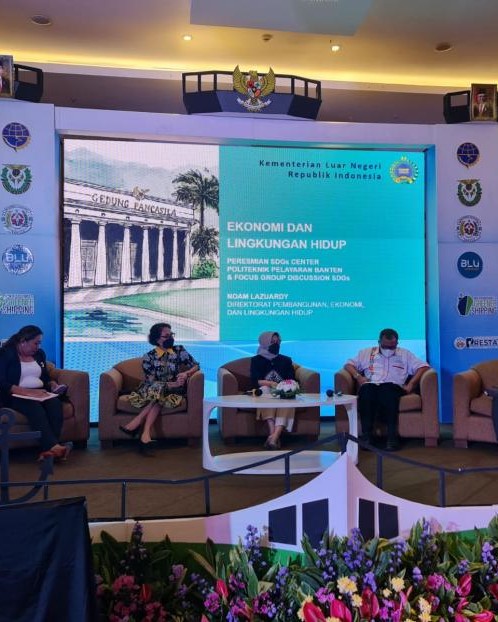 Kementerian Luar Negeri
Republik Indonesia
GEDUNG PANCASILA
EKONOMI DAN
LINGKUNGAN HIDUP
PERESMIAN SDGs CENTER
POLITEKNIK PELAYARAN BANTEN
& FOCUS GROUP DISCUSSION SDGs
NOAM LAZUARDY
DIREKTORAT PEMBANGUNAN, EKONOMI,
DAN LINGKUNGAN HIDUP
BLU
BLU
SHIPPING